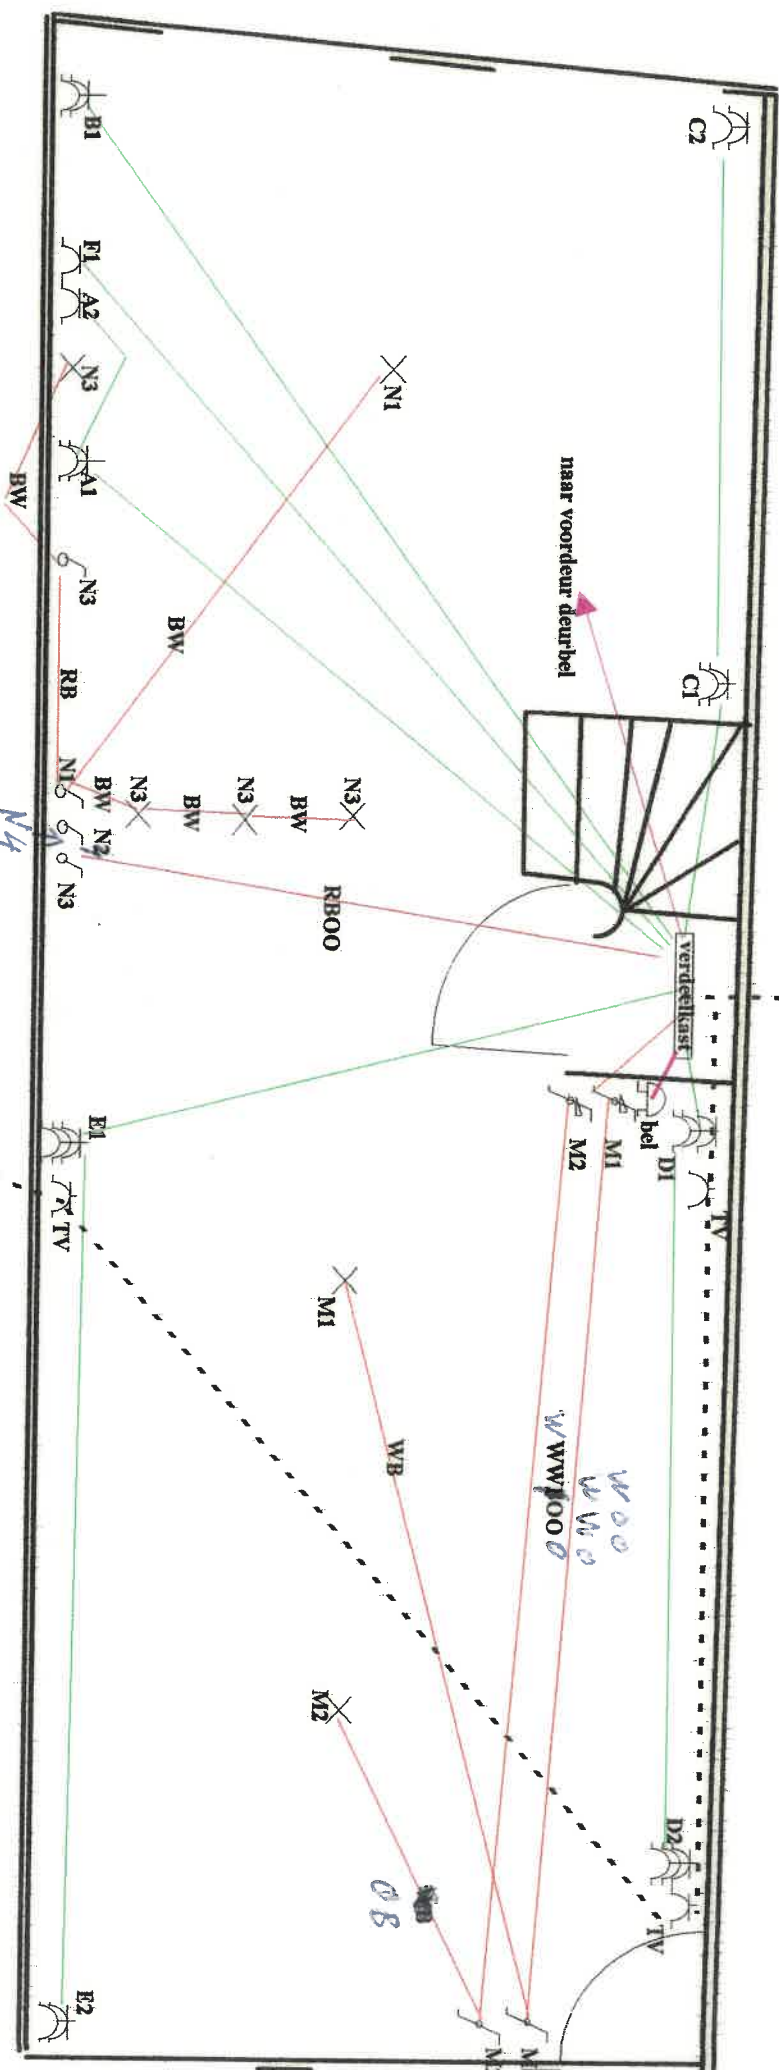 C2
B1
F1
A2
N3
N1
A1
BW
naar voordeur deurbel
N3
BW
RB
C1
N1
BW
N3
BW
N3
BW
N3
N2
N4
N3
RBOO
verdeelkast
bel
M1
M2
D1
TV
E1
TV
M1
WB
WOO
WWO
M2
D2
TV
OB
E2
M
M